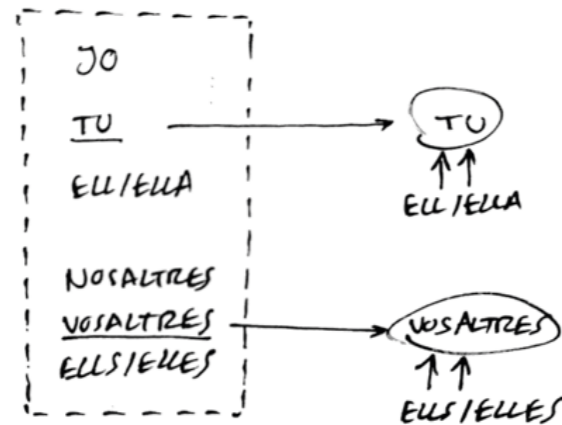 JO
TU
ELL/ELLA
NOSALTRES
VOSALTRES
ELLS/ELLES
TU
ELL/ELLA
VOSALTRES
ELLS/ELLES